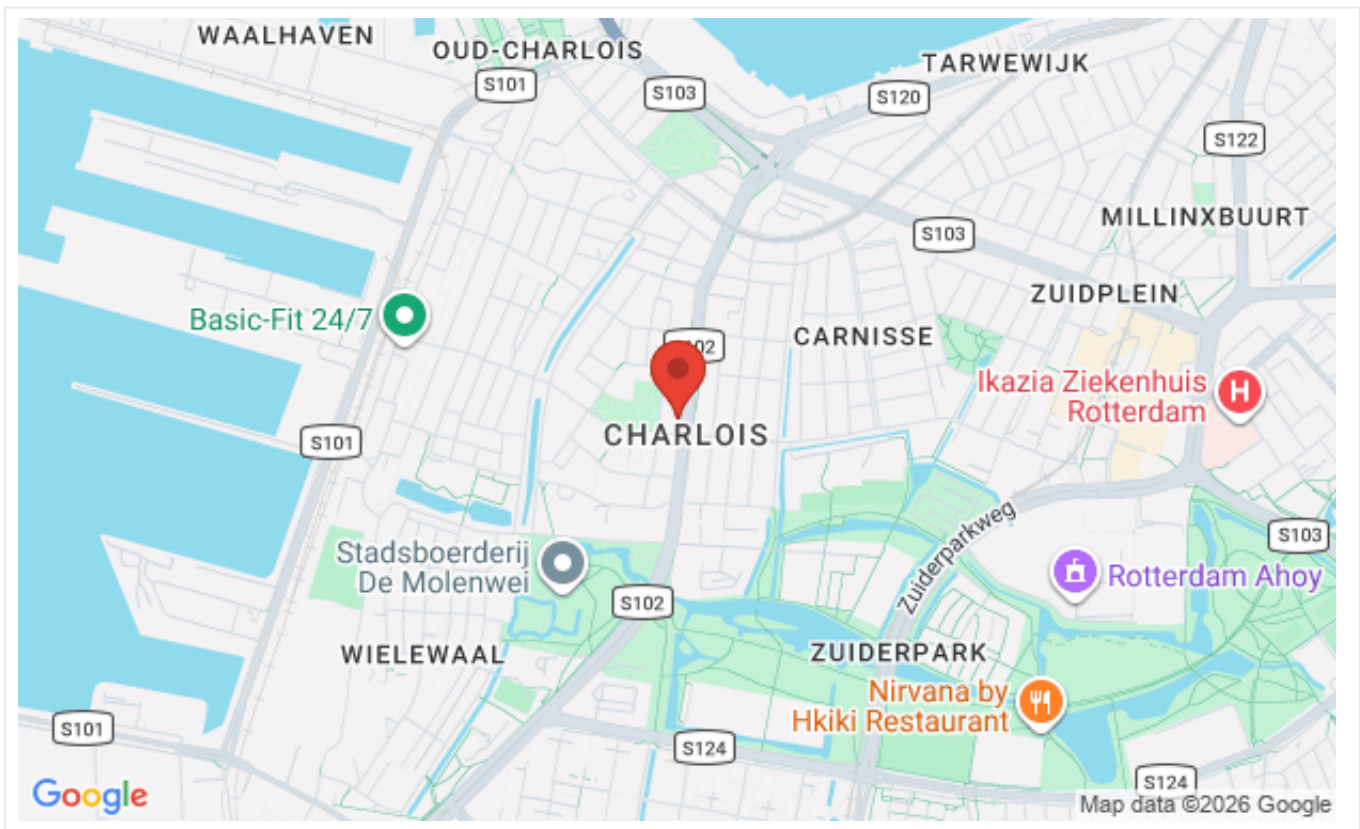 WAALHAVEN
OUD-CHARLOIS
TARWEWIJK
S101
S103
S120
S122
MILLINXBUURT
S103
ZUIDPLEIN
Basic-Fit 24/7
CARNISSE
Ikazia Ziekenhuis
Rotterdam
H
CHARLOIS
S101
Zuiderparkweg
S103
Stadsboerderij
De Molenwei
Rotterdam Ahoy
S102
WIELEWAAL
ZUIDERPARK
Nirvana by
Hkiki Restaurant
S101
S124
S124
Google
Map data ©2026 Google